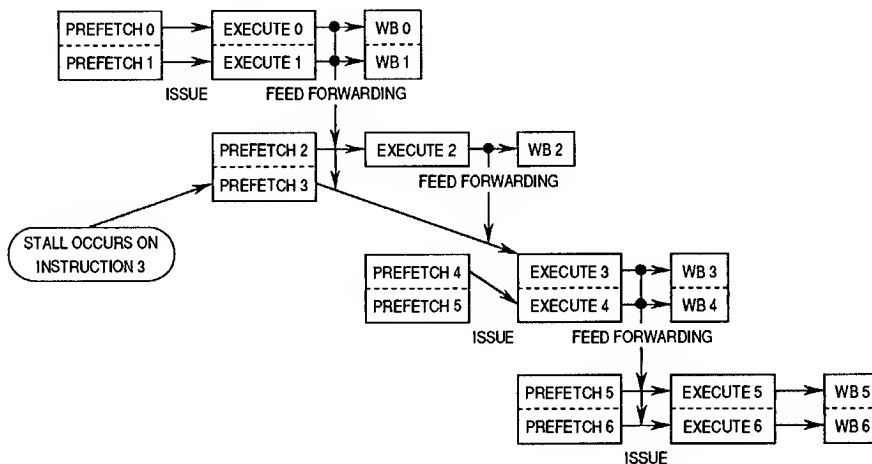 PREFETCH 0 EXECUTE 0 WB 0
PREFETCH 1 EXECUTE 1 WB 1
ISSUE FEED FORWARDING
PREFETCH 2 EXECUTE 2 WB 2
PREFETCH 3 FEED FORWARDING
STALL OCCURS ON
INSTRUCTION 3
PREFETCH 4 EXECUTE 3 WB 3
PREFETCH 5 EXECUTE 4 WB 4
ISSUE FEED FORWARDING
PREFETCH 5 EXECUTE 5 WB 5
PREFETCH 6 EXECUTE 6 WB 6
ISSUE